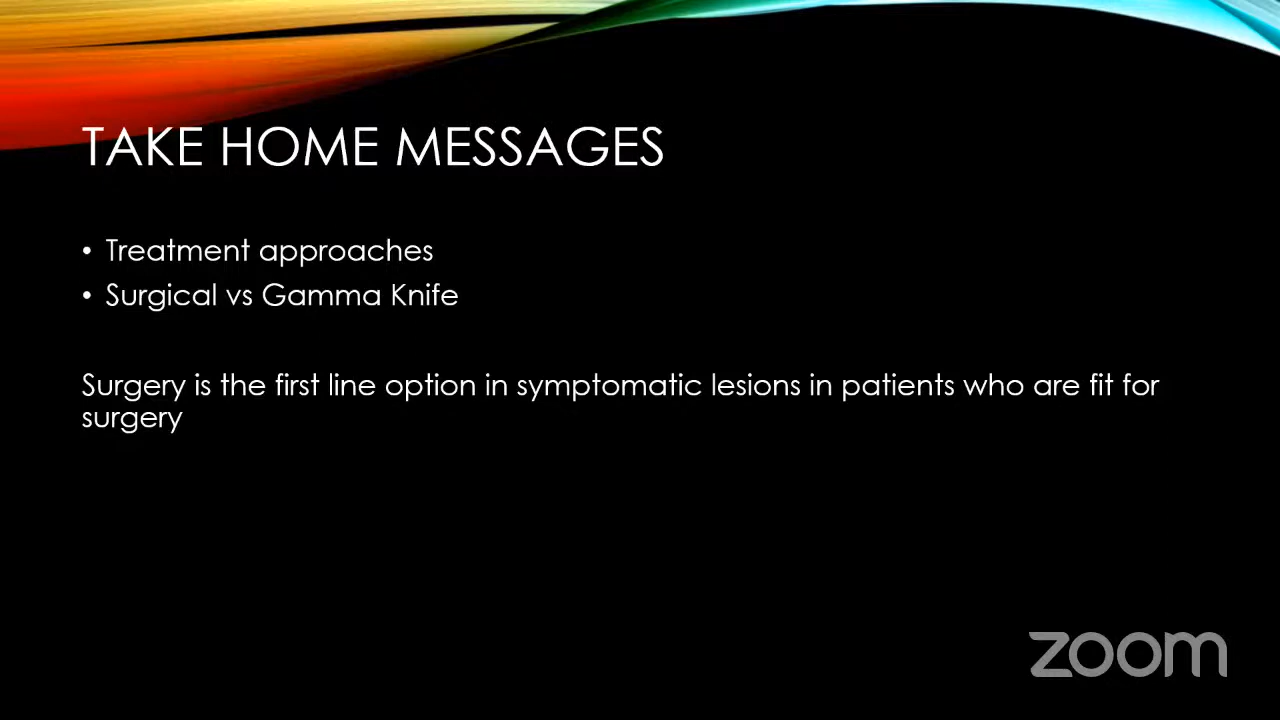 TAKE HOME MESSAGES
• Treatment approaches
• Surgical vs Gamma Knife
Surgery is the first line option in symptomatic lesions in patients who are fit for
surgery
zoom